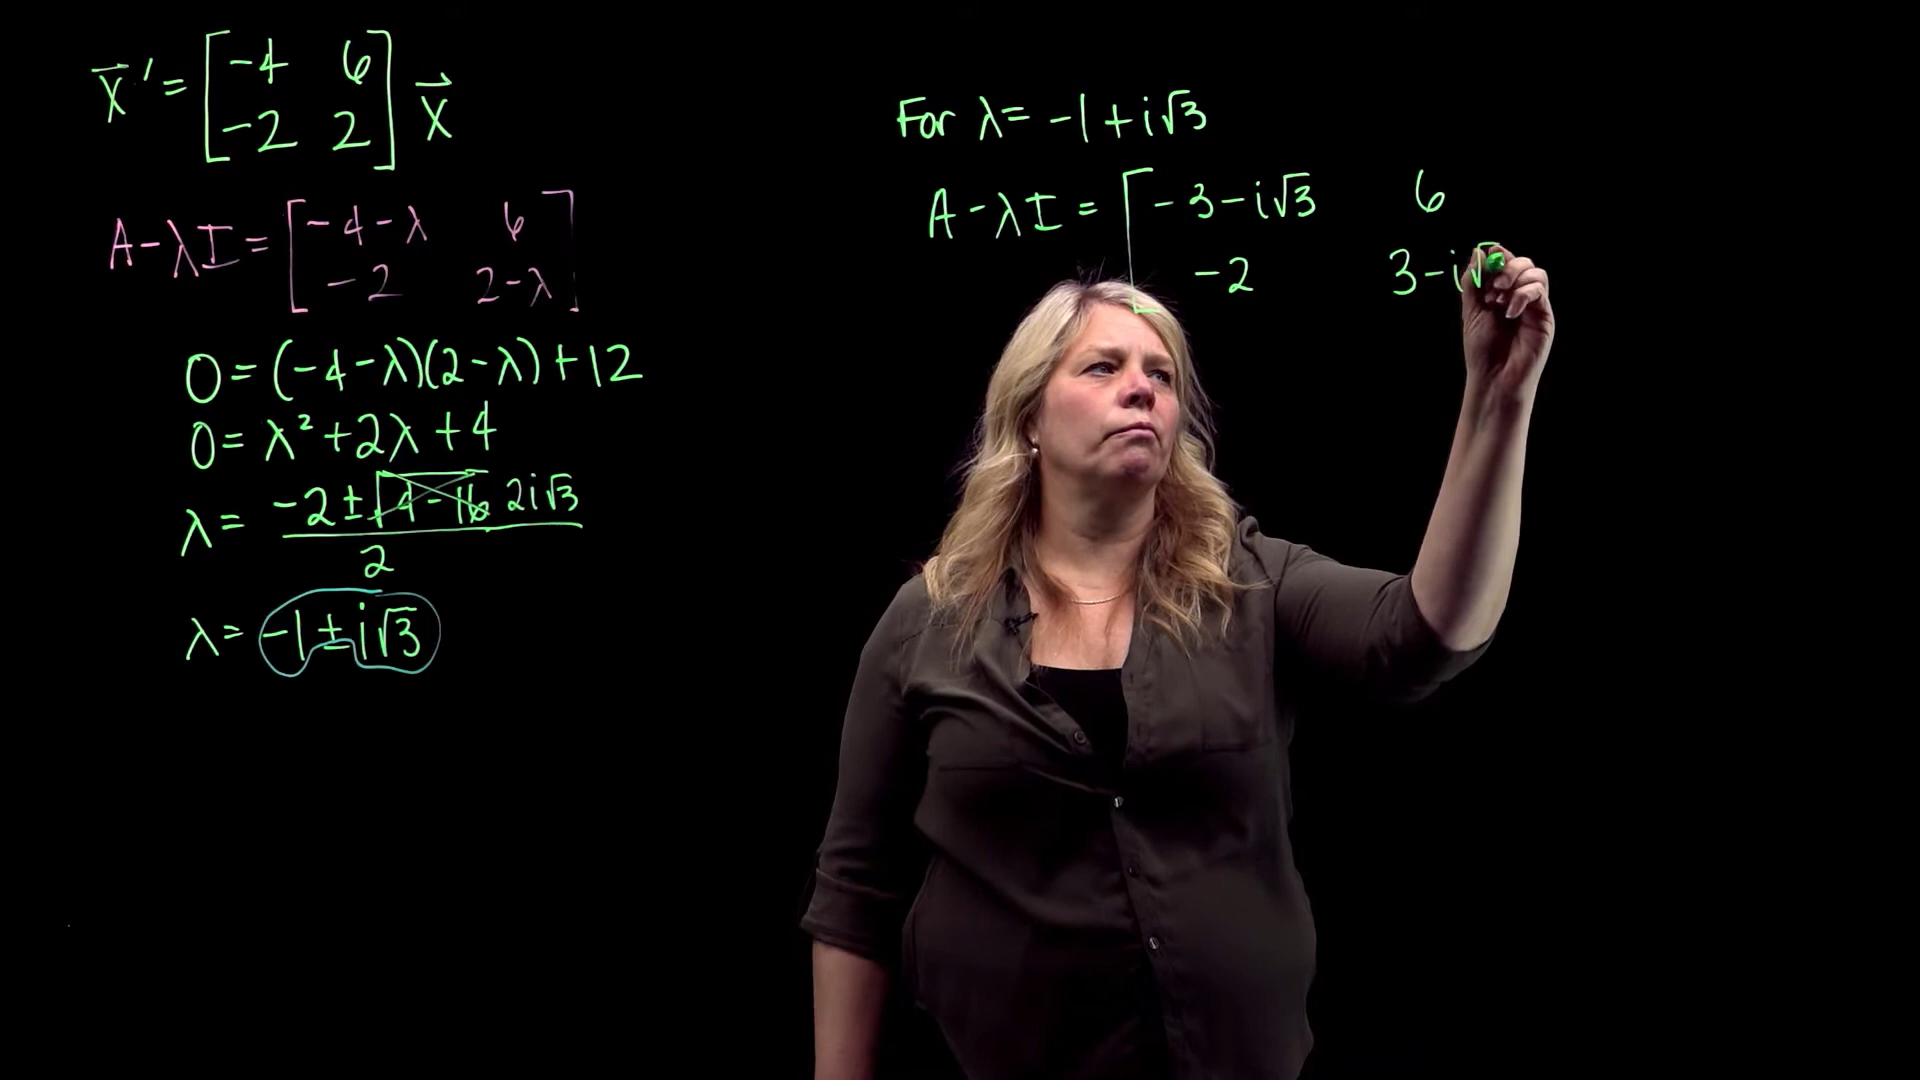 x⃗' = [-4 6
-2 2] x⃗
A-λI = [-4-λ 6
-2 2-λ]
0 = (-4-λ)(2-λ)+12
0 = λ²+2λ+4
λ = (-2±√4-16 2i√3)/2
λ = -1±i√3
For λ = -1+i√3
A-λI = [-3-i√3 6
-2 3-i√